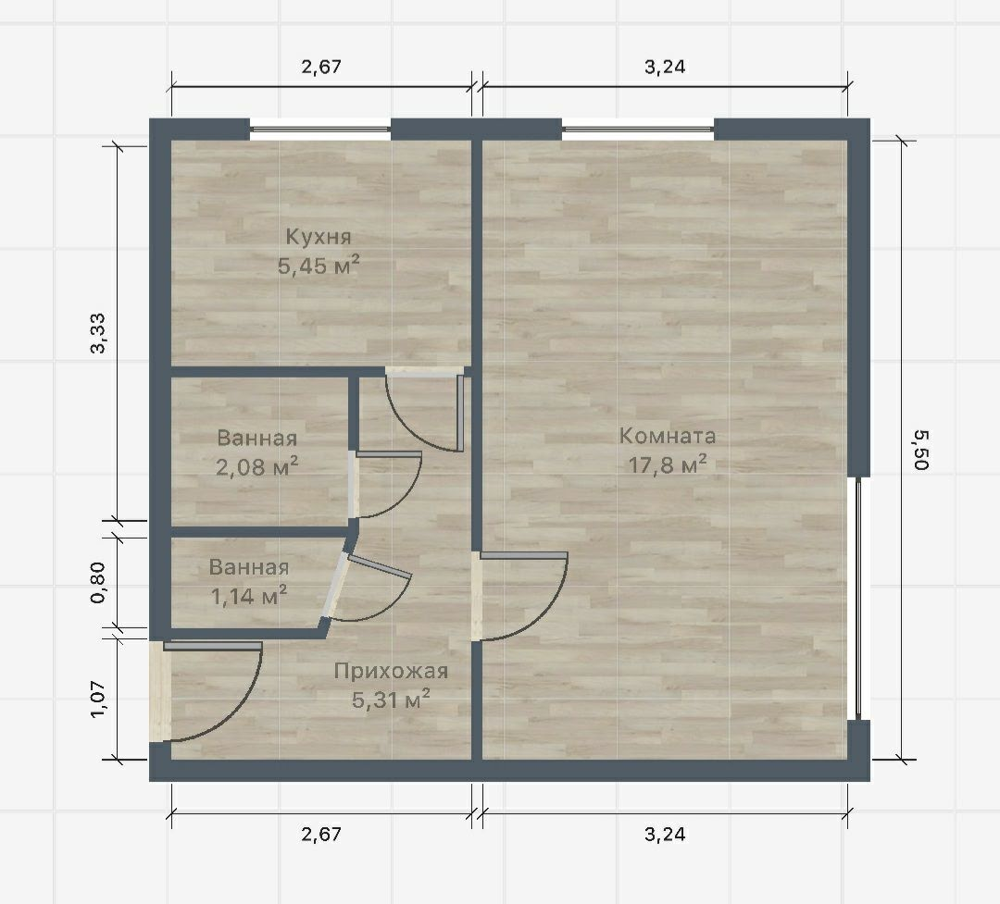 2,67
3,24
Кухня
5,45 м²
3,33
Ванная
2,08 м²
Комната
17,8 м²
5,50
Ванная
1,14 м²
0,80
Прихожая
5,31 м²
1,07
2,67
3,24